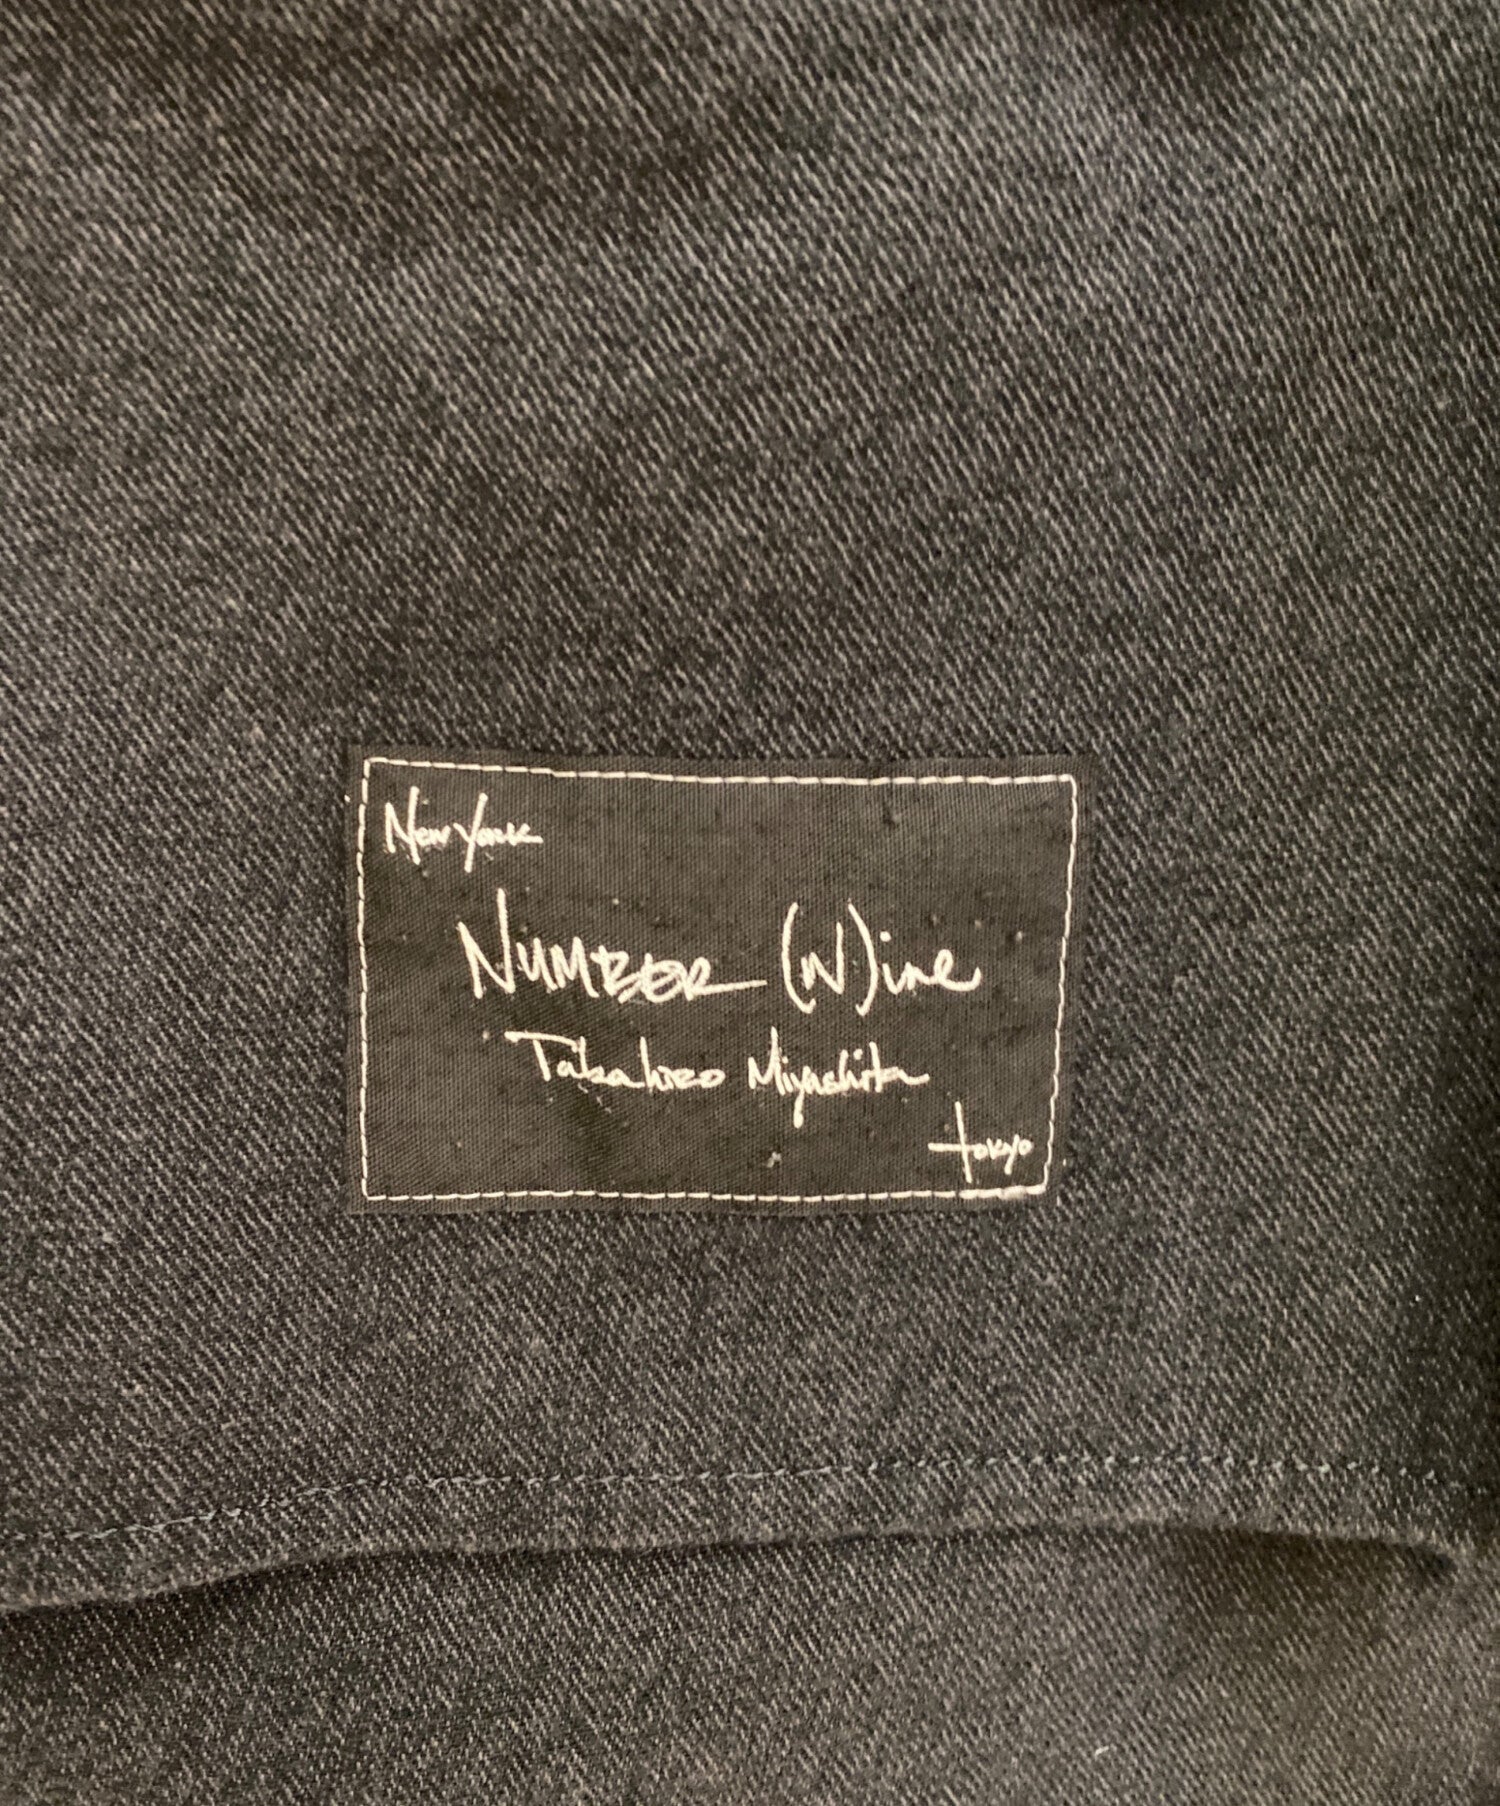 New York
NUMBER (N)ine
Takahiro Miyashita
tokyo